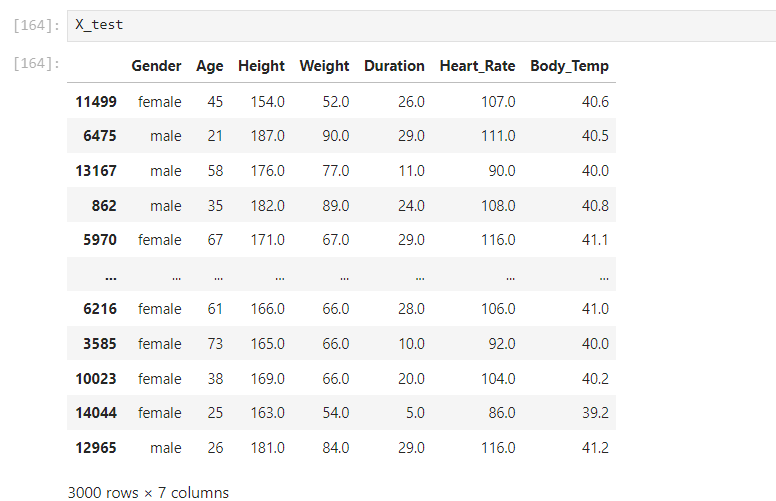 [164]: X_test
[164]:
Gender Age Height Weight Duration Heart_Rate Body_Temp
11499 female 45 154.0 52.0 26.0 107.0 40.6
6475 male 21 187.0 90.0 29.0 111.0 40.5
13167 male 58 176.0 77.0 11.0 90.0 40.0
862 male 35 182.0 89.0 24.0 108.0 40.8
5970 female 67 171.0 67.0 29.0 116.0 41.1
... ... ... ... ... ... ... ...
6216 female 61 166.0 66.0 28.0 106.0 41.0
3585 female 73 165.0 66.0 10.0 92.0 40.0
10023 female 38 169.0 66.0 20.0 104.0 40.2
14044 female 25 163.0 54.0 5.0 86.0 39.2
12965 male 26 181.0 84.0 29.0 116.0 41.2
3000 rows × 7 columns